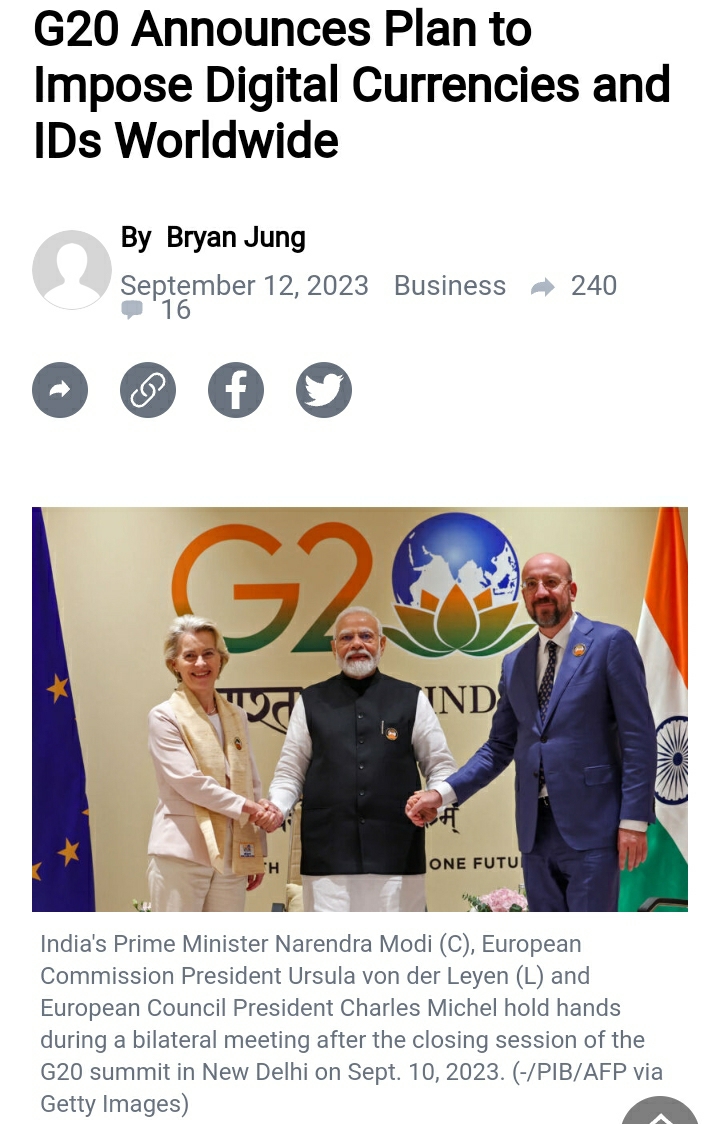 G20 Announces Plan to
Impose Digital Currencies and
IDs Worldwide
By Bryan Jung
September 12, 2023 Business 240
16
G2
IND
TH
ONE FUTU
India's Prime Minister Narendra Modi (C), European
Commission President Ursula von der Leyen (L) and
European Council President Charles Michel hold hands
during a bilateral meeting after the closing session of the
G20 summit in New Delhi on Sept. 10, 2023. (-/PIB/AFP via
Getty Images)